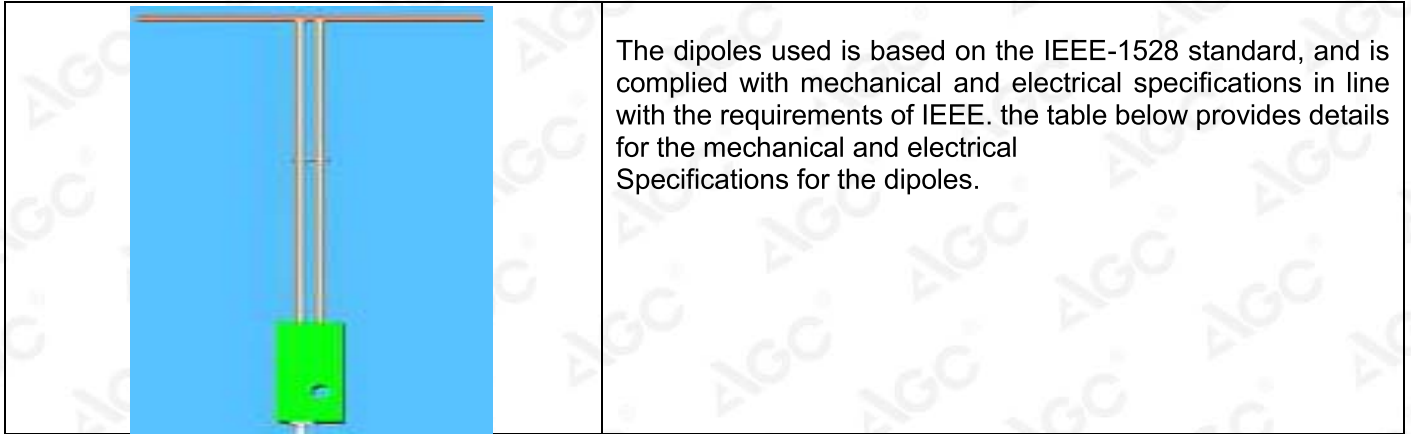 The dipoles used is based on the IEEE-1528 standard, and is
complied with mechanical and electrical specifications in line
with the requirements of IEEE. the table below provides details
for the mechanical and electrical
Specifications for the dipoles.